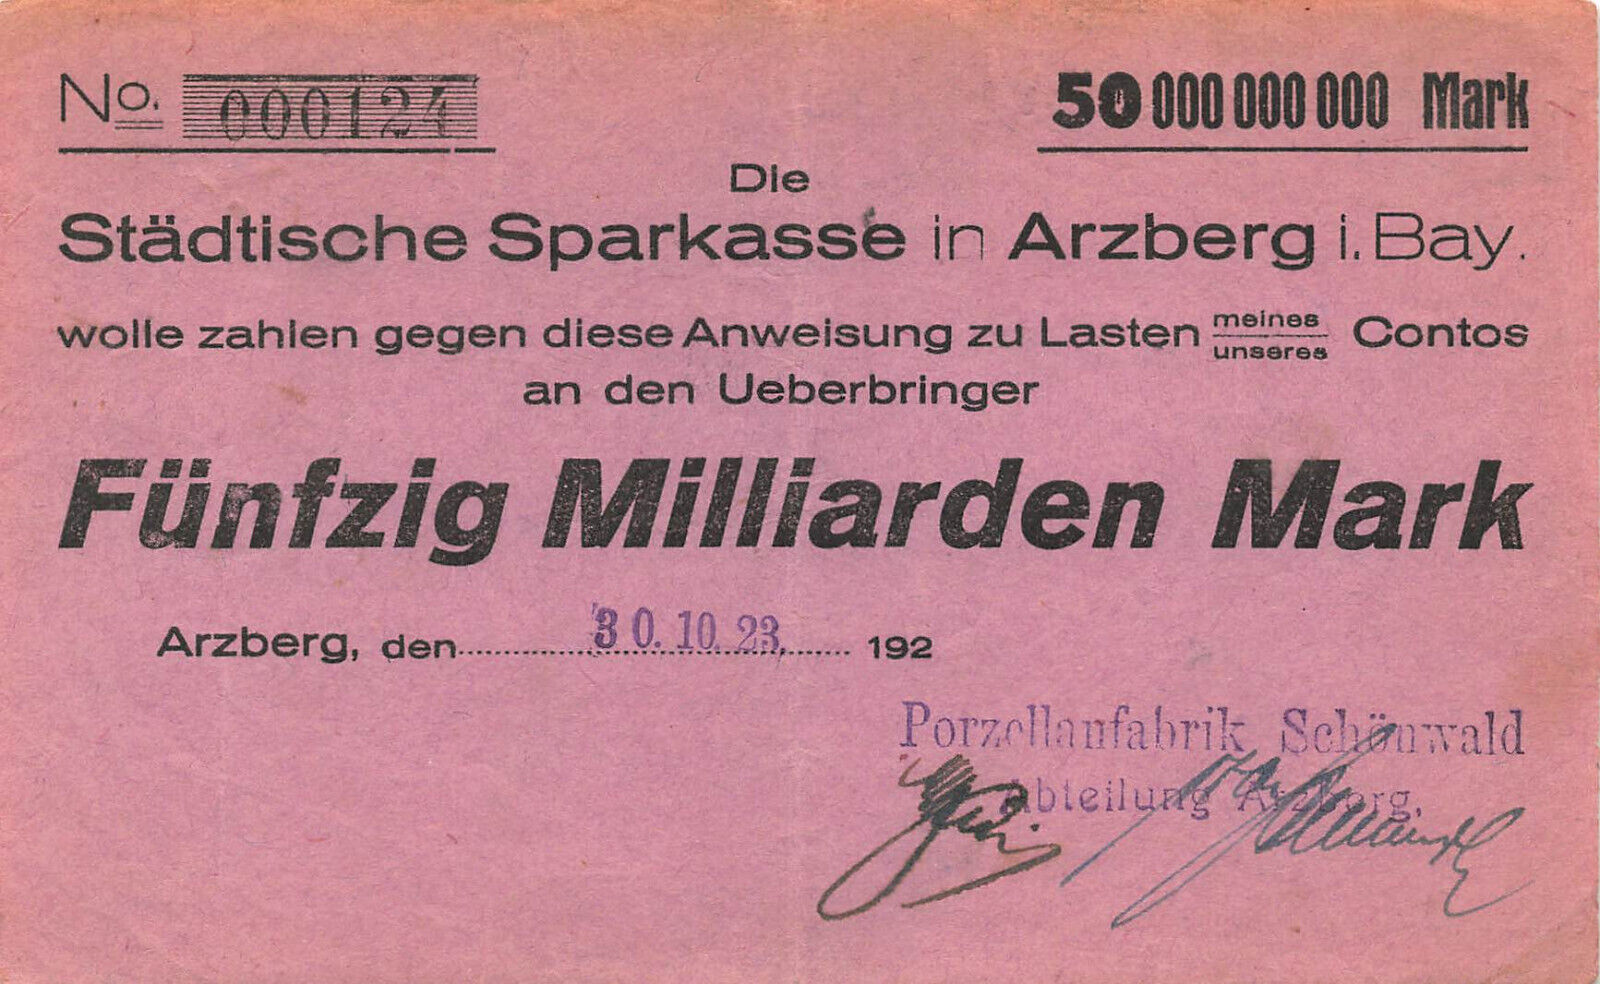 No. 000124
50 000 000 000 Mark
Die
Städtische Sparkasse in Arzberg i. Bay.
wolle zahlen gegen diese Anweisung zu Lasten meines Contos
unseres
an den Ueberbringer
Fünfzig Milliarden Mark
Arzberg, den 30.10.23. 192
Porzellanfabrik Schönwald
Abteilung Arzberg.